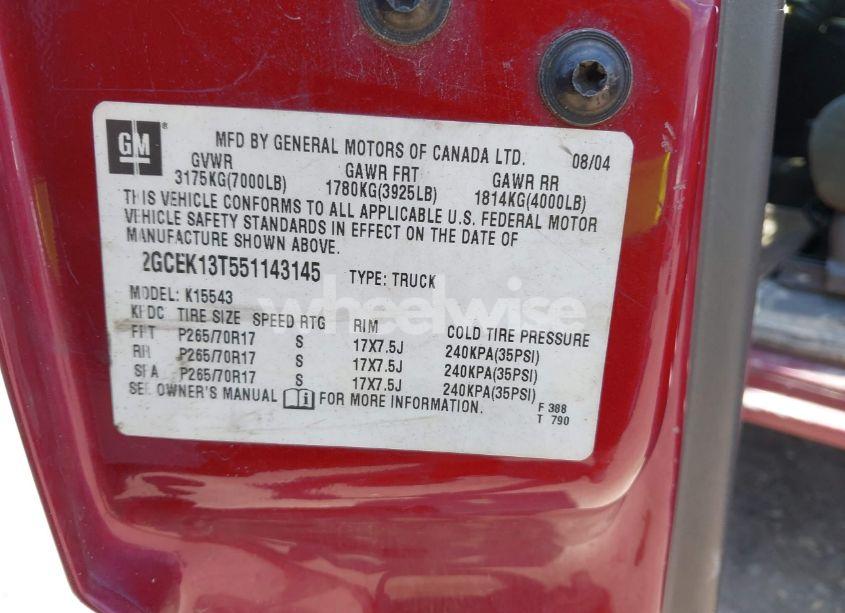 GM ®
MFD BY GENERAL MOTORS OF CANADA LTD. 08/04
GVWR GAWR FRT GAWR RR
3175KG(7000LB) 1780KG(3925LB) 1814KG(4000LB)
THIS VEHICLE CONFORMS TO ALL APPLICABLE U.S. FEDERAL MOTOR
VEHICLE SAFETY STANDARDS IN EFFECT ON THE DATE OF
MANUFACTURE SHOWN ABOVE.
2GCEK13T551143145 TYPE: TRUCK
MODEL: K15543
wheelwise
KFDC TIRE SIZE SPEED RTG RIM COLD TIRE PRESSURE
FRT P265/70R17 S 17X7.5J 240KPA(35PSI)
RR P265/70R17 S 17X7.5J 240KPA(35PSI)
SPA P265/70R17 S 17X7.5J 240KPA(35PSI)
SEE OWNER'S MANUAL FOR MORE INFORMATION.
F 388
T 790